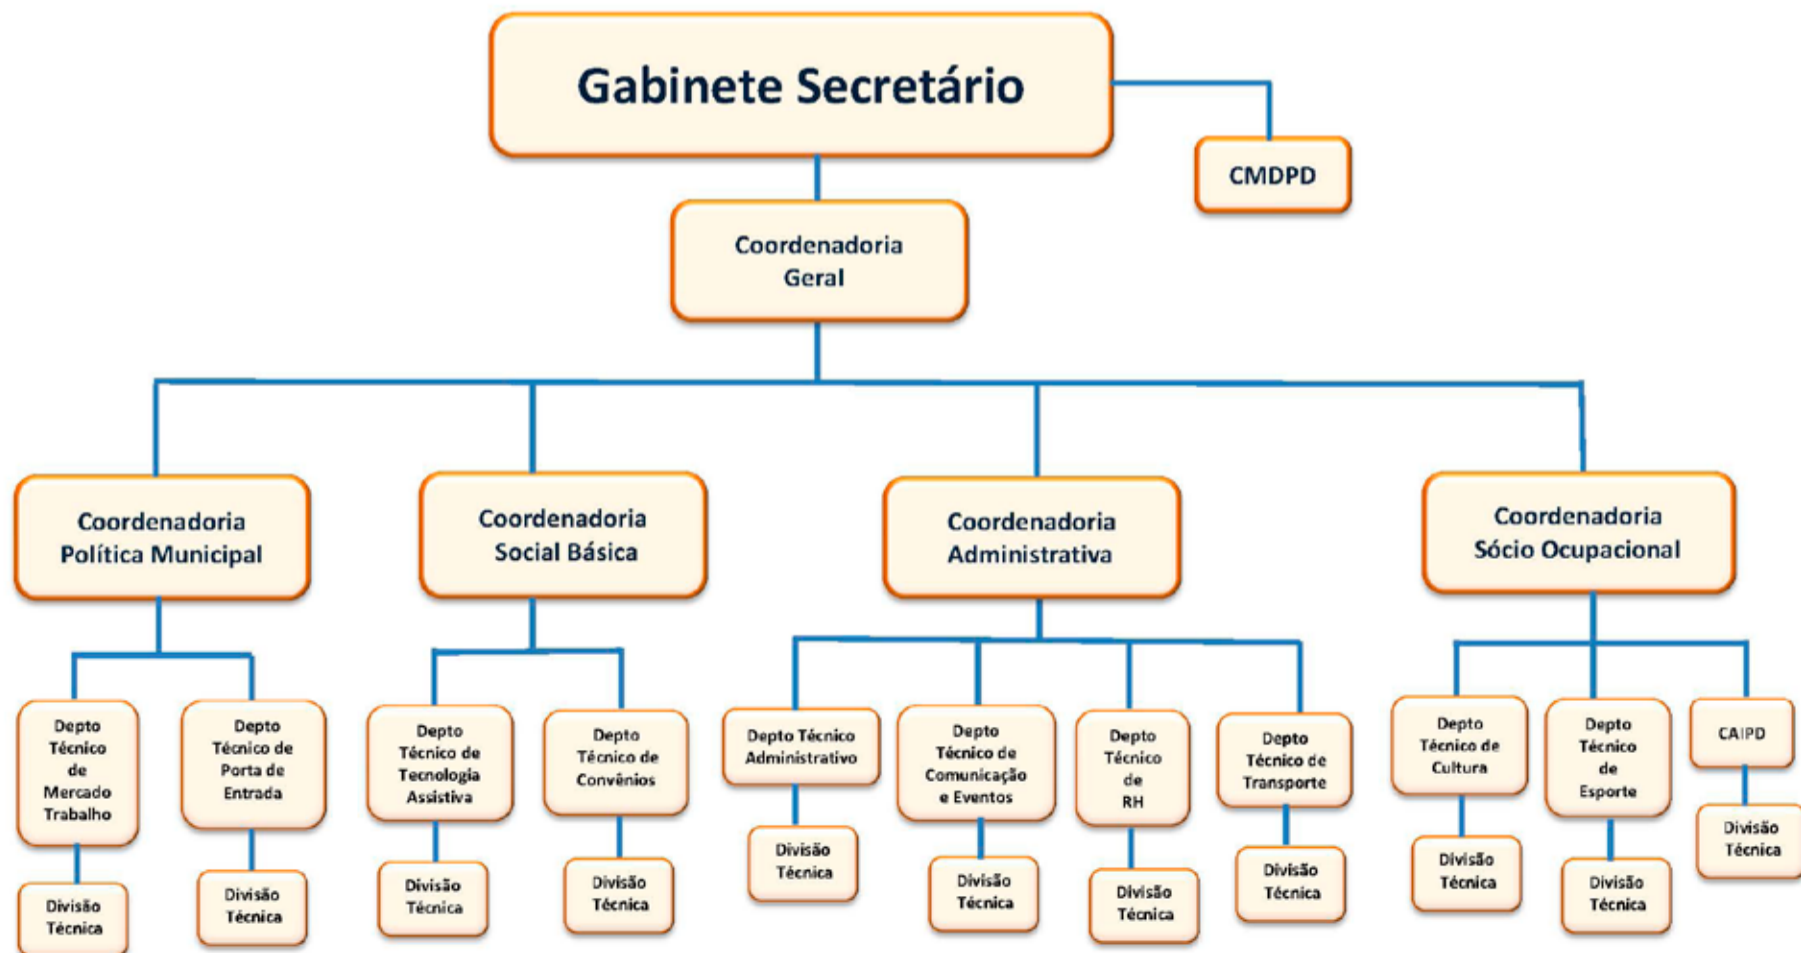 Gabinete Secretário
CMDPD
Coordenadoria
Geral
Coordenadoria
Política Municipal
Coordenadoria
Social Básica
Coordenadoria
Administrativa
Coordenadoria
Sócio Ocupacional
Depto
Técnico
de
Mercado
Trabalho
Depto
Técnico de
Porta de
Entrada
Depto
Técnico de
Tecnologia
Assistiva
Depto
Técnico de
Convênios
Depto Técnico
Administrativo
Depto
Técnico de
Comunicação
e Eventos
Depto
Técnico
de
RH
Depto
Técnico de
Transporte
Depto
Técnico de
Cultura
Depto
Técnico
de
Esporte
CAIPD
Divisão
Técnica
Divisão
Técnica
Divisão
Técnica
Divisão
Técnica
Divisão
Técnica
Divisão
Técnica
Divisão
Técnica
Divisão
Técnica
Divisão
Técnica
Divisão
Técnica
Divisão
Técnica